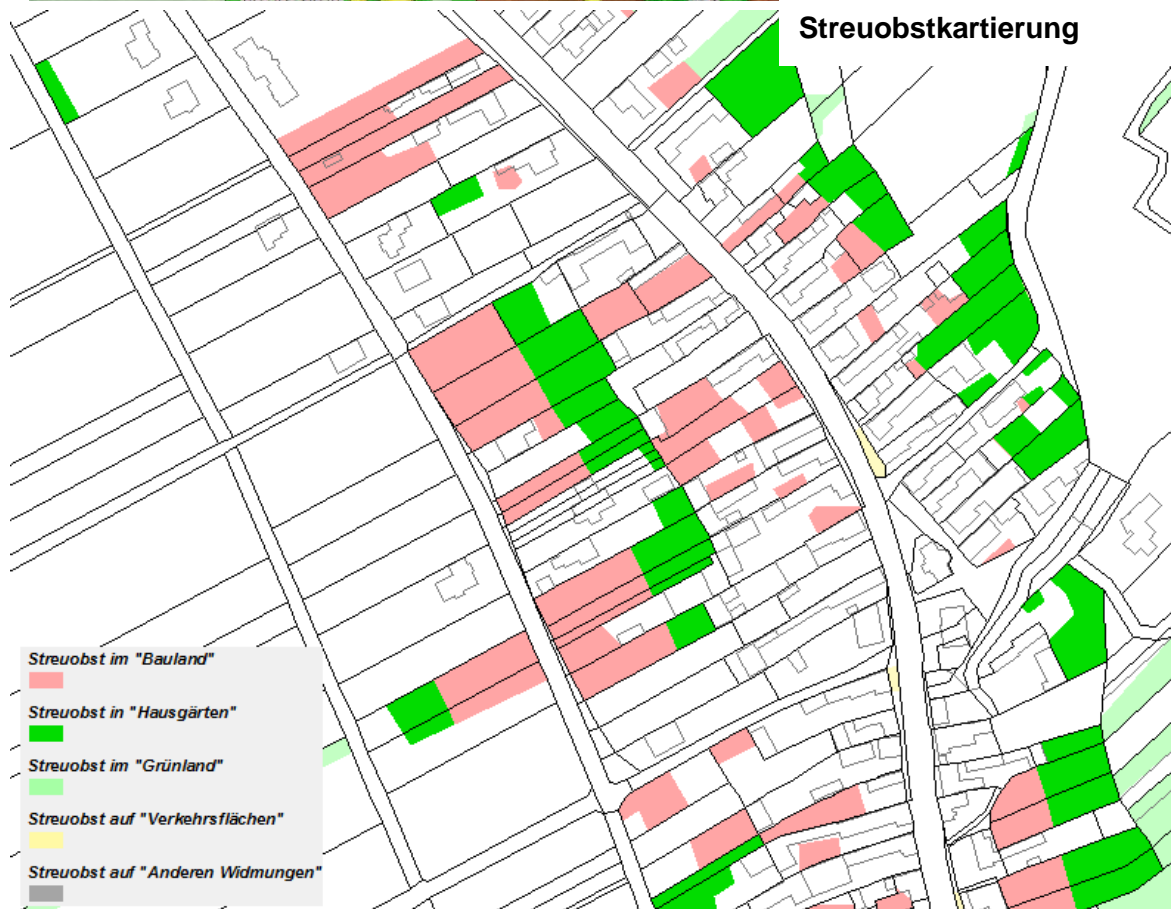 Streuobstkartierung
Streuobst im "Bauland"
Streuobst in "Hausgärten"
Streuobst im "Grünland"
Streuobst auf "Verkehrsflächen"
Streuobst auf "Anderen Widmungen"